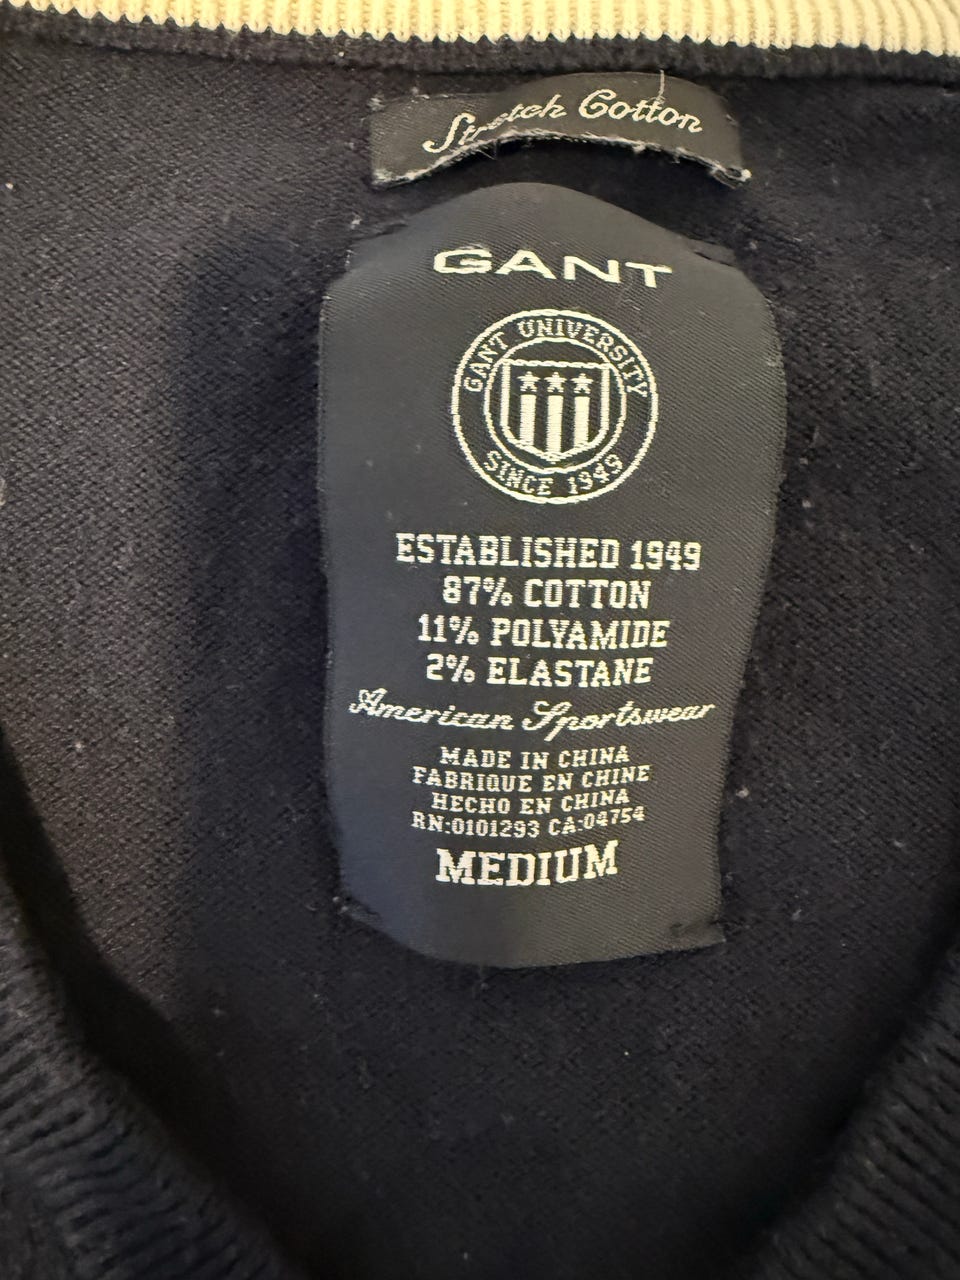 Stretch Cotton
GANT
GANT UNIVERSITY
SINCE 1949
ESTABLISHED 1949
87% COTTON
11% POLYAMIDE
2% ELASTANE
American Sportswear
MADE IN CHINA
FABRIQUE EN CHINE
HECHO EN CHINA
RN:0101293 CA:04754
MEDIUM